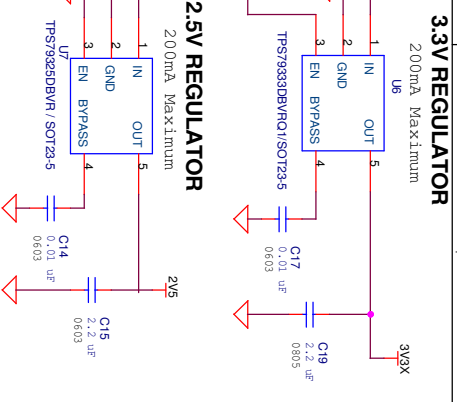 3.3V REGULATOR
200mA Maximum
U6
1
IN
OUT
5
2
GND
3
EN
BYPASS
4
TPS79333DBVRQ1/SOT23-5
C17
0.01 uF
0603
C19
2.2 uF
0805
3V3X
2.5V REGULATOR
200mA Maximum
1
IN
OUT
5
2
GND
3
EN
BYPASS
4
U7
TPS79325DBVR / SOT23-5
C14
0.01 uF
0603
C15
2.2 uF
0603
2V5